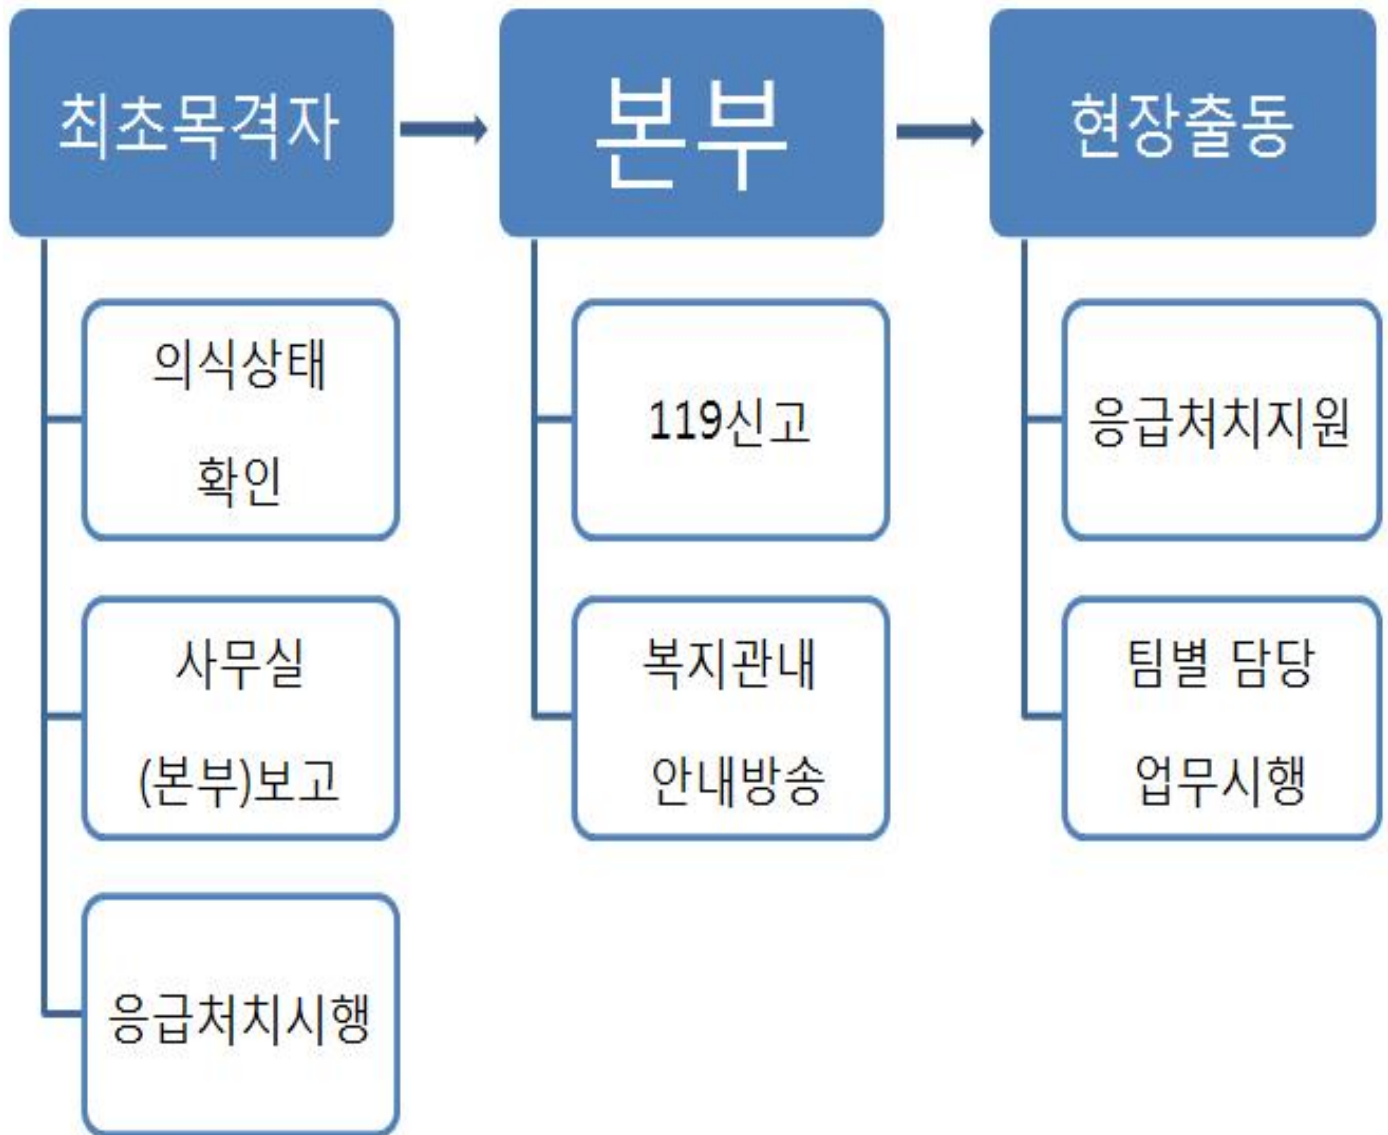 최초목격자
의식상태
확인
사무실
(본부)보고
응급처치시행
본부
119신고
복지관내
안내방송
현장출동
응급처치지원
팀별 담당
업무시행